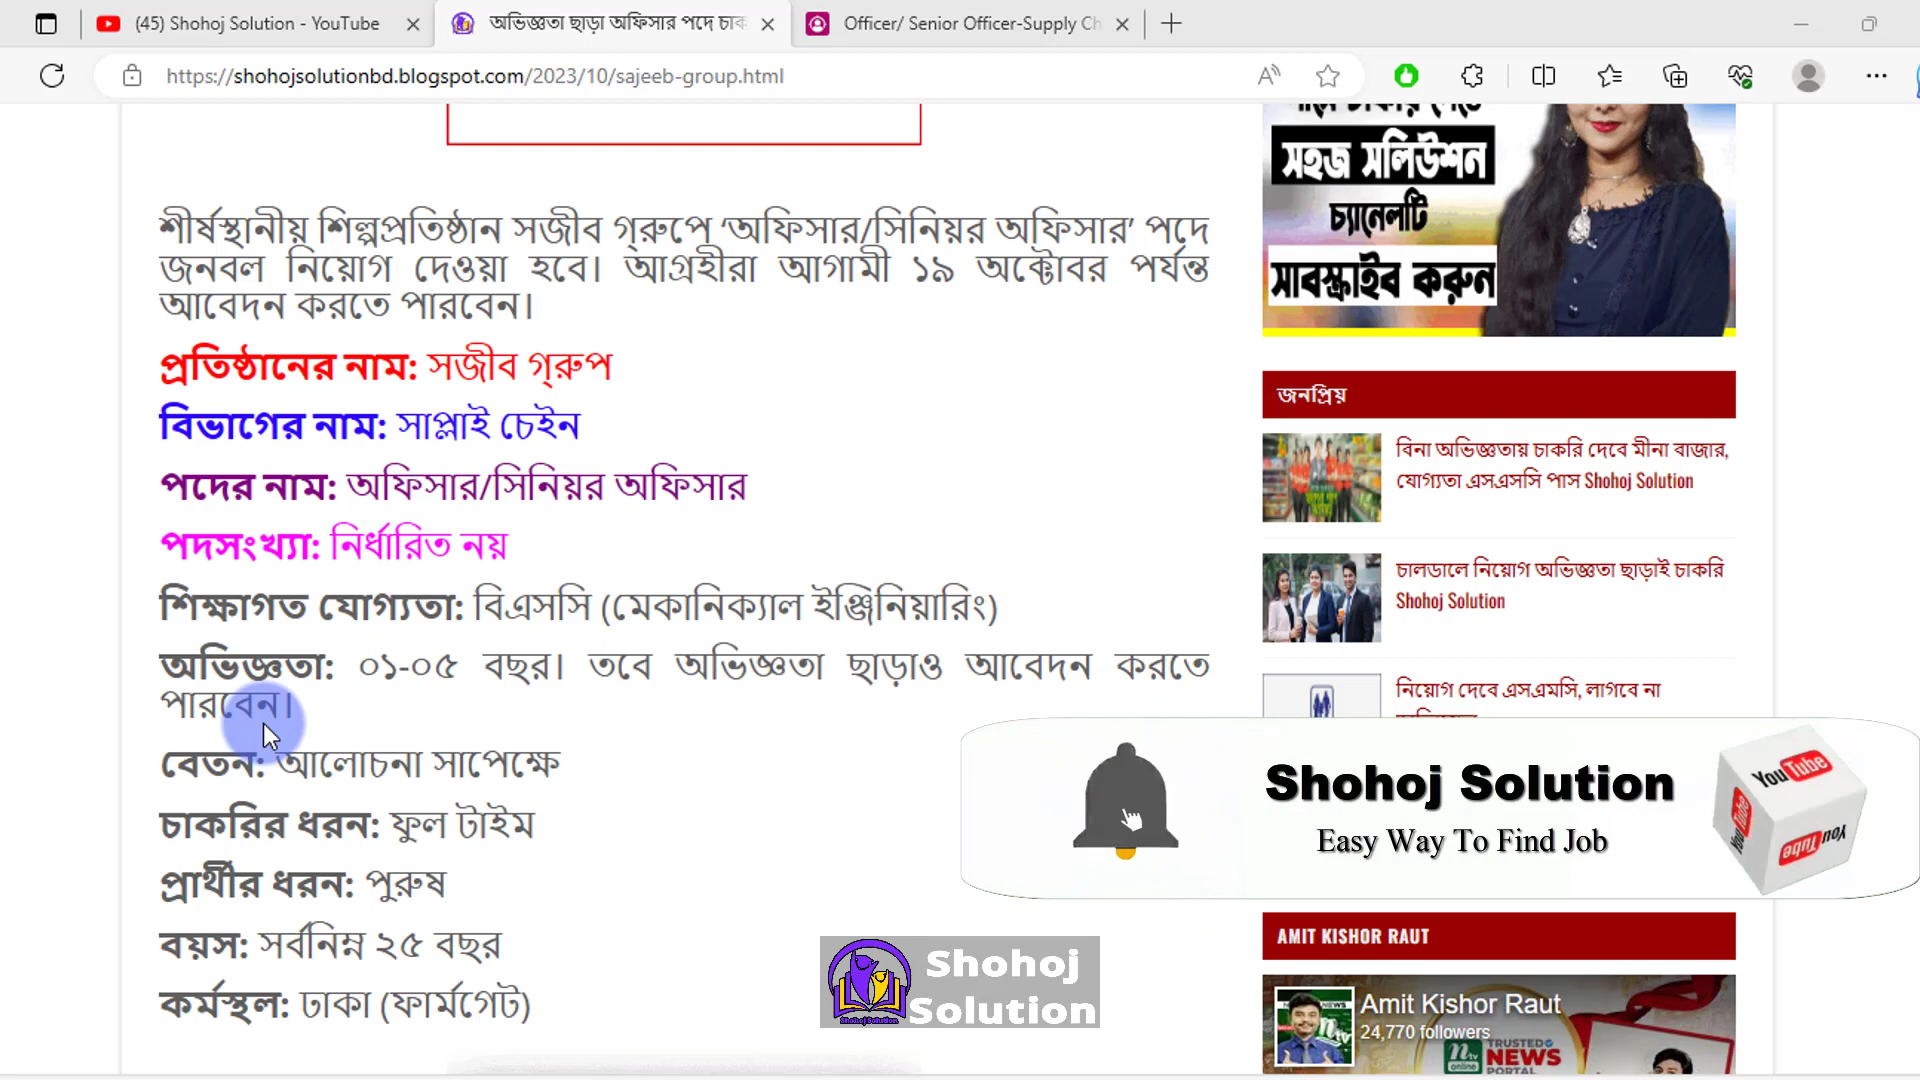 (45) Shohoj Solution - YouTube
অভিজ্ঞতা ছাড়া অফিসার পদে চাক
Officer/ Senior Officer-Supply Ch
https://shohojsolutionbd.blogspot.com/2023/10/sajeeb-group.html
শীর্ষস্থানীয় শিল্পপ্রতিষ্ঠান সজীব গ্রুপে ‘অফিসার/সিনিয়র অফিসার’ পদে
জনবল নিয়োগ দেওয়া হবে। আগ্রহীরা আগামী ১৯ অক্টোবর পর্যন্ত
আবেদন করতে পারবেন।
প্রতিষ্ঠানের নাম: সজীব গ্রুপ
বিভাগের নাম: সাপ্লাই চেইন
পদের নাম: অফিসার/সিনিয়র অফিসার
পদসংখ্যা: নির্ধারিত নয়
শিক্ষাগত যোগ্যতা: বিএসসি (মেকানিক্যাল ইঞ্জিনিয়ারিং)
অভিজ্ঞতা: ০১-০৫ বছর। তবে অভিজ্ঞতা ছাড়াও আবেদন করতে
পারবেন।
বেতন: আলোচনা সাপেক্ষে
চাকরির ধরন: ফুল টাইম
প্রার্থীর ধরন: পুরুষ
বয়স: সর্বনিম্ন ২৫ বছর
কর্মস্থল: ঢাকা (ফার্মগেট)
সহজ সলিউশন
চ্যানেলটি
সাবস্ক্রাইব করুন
জনপ্রিয়
বিনা অভিজ্ঞতায় চাকরি দেবে মীনা বাজার,
যোগ্যতা এসএসসি পাস Shohoj Solution
চালডালে নিয়োগ অভিজ্ঞতা ছাড়াই চাকরি
Shohoj Solution
নিয়োগ দেবে এসএমসি, লাগবে না
Shohoj Solution
Easy Way To Find Job
YouTube
YouTube
YouTube
Shohoj
Solution
AMIT KISHOR RAUT
Amit Kishor Raut
24,770 followers
ntv
online
TRUSTED
NEWS
PORTAL